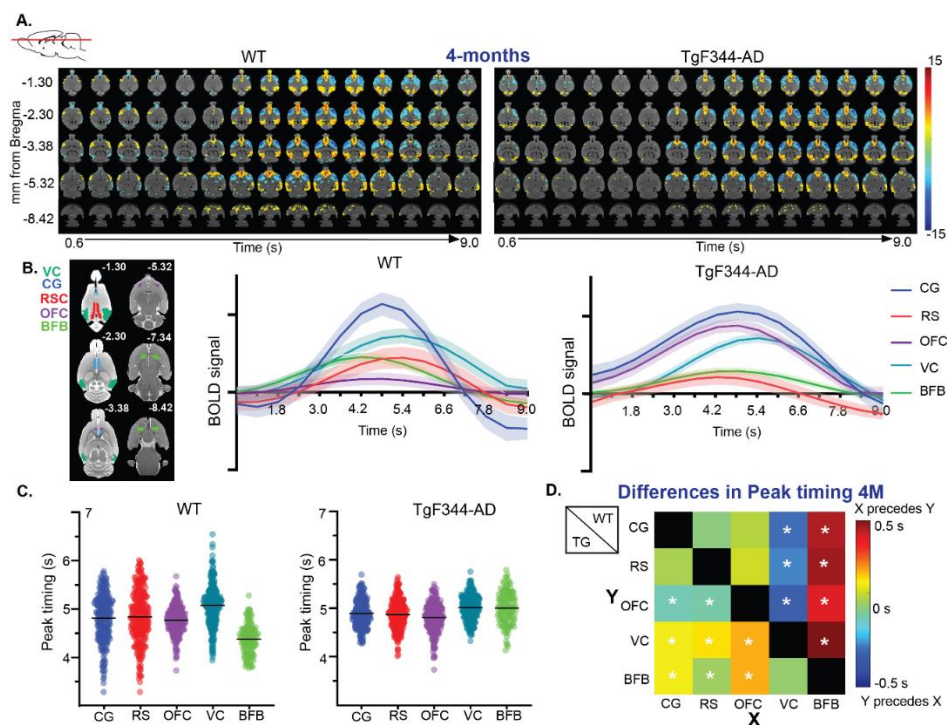 A.
WT 4-months TgF344-AD
mm from Bregma
-1.30
-2.30
-3.38
-5.32
-8.42
0.6 Time (s) 9.0
0.6 Time (s) 9.0
15
-15
B.
VC
CG
RSC
OFC
BFB
-1.30 -5.32
-2.30 -7.34
-3.38 -8.42
WT
BOLD signal
1.8 3.0 4.2 5.4 6.6 7.8 9.0
Time (s)
TgF344-AD
BOLD signal
1.8 3.0 4.2 5.4 6.6 7.8 9.0
Time (s)
CG
RS
OFC
VC
BFB
C.
WT
Peak timing (s)
7
6
5
4
CG RS OFC VC BFB
TgF344-AD
Peak timing (s)
7
6
5
4
CG RS OFC VC BFB
D. Differences in Peak timing 4M
WT
TG
Y
CG * *
RS * *
OFC * * * *
VC * * * *
BFB * * *
CG RS OFC VC BFB
X
X precedes Y
0.5 s
0 s
-0.5 s
Y precedes X